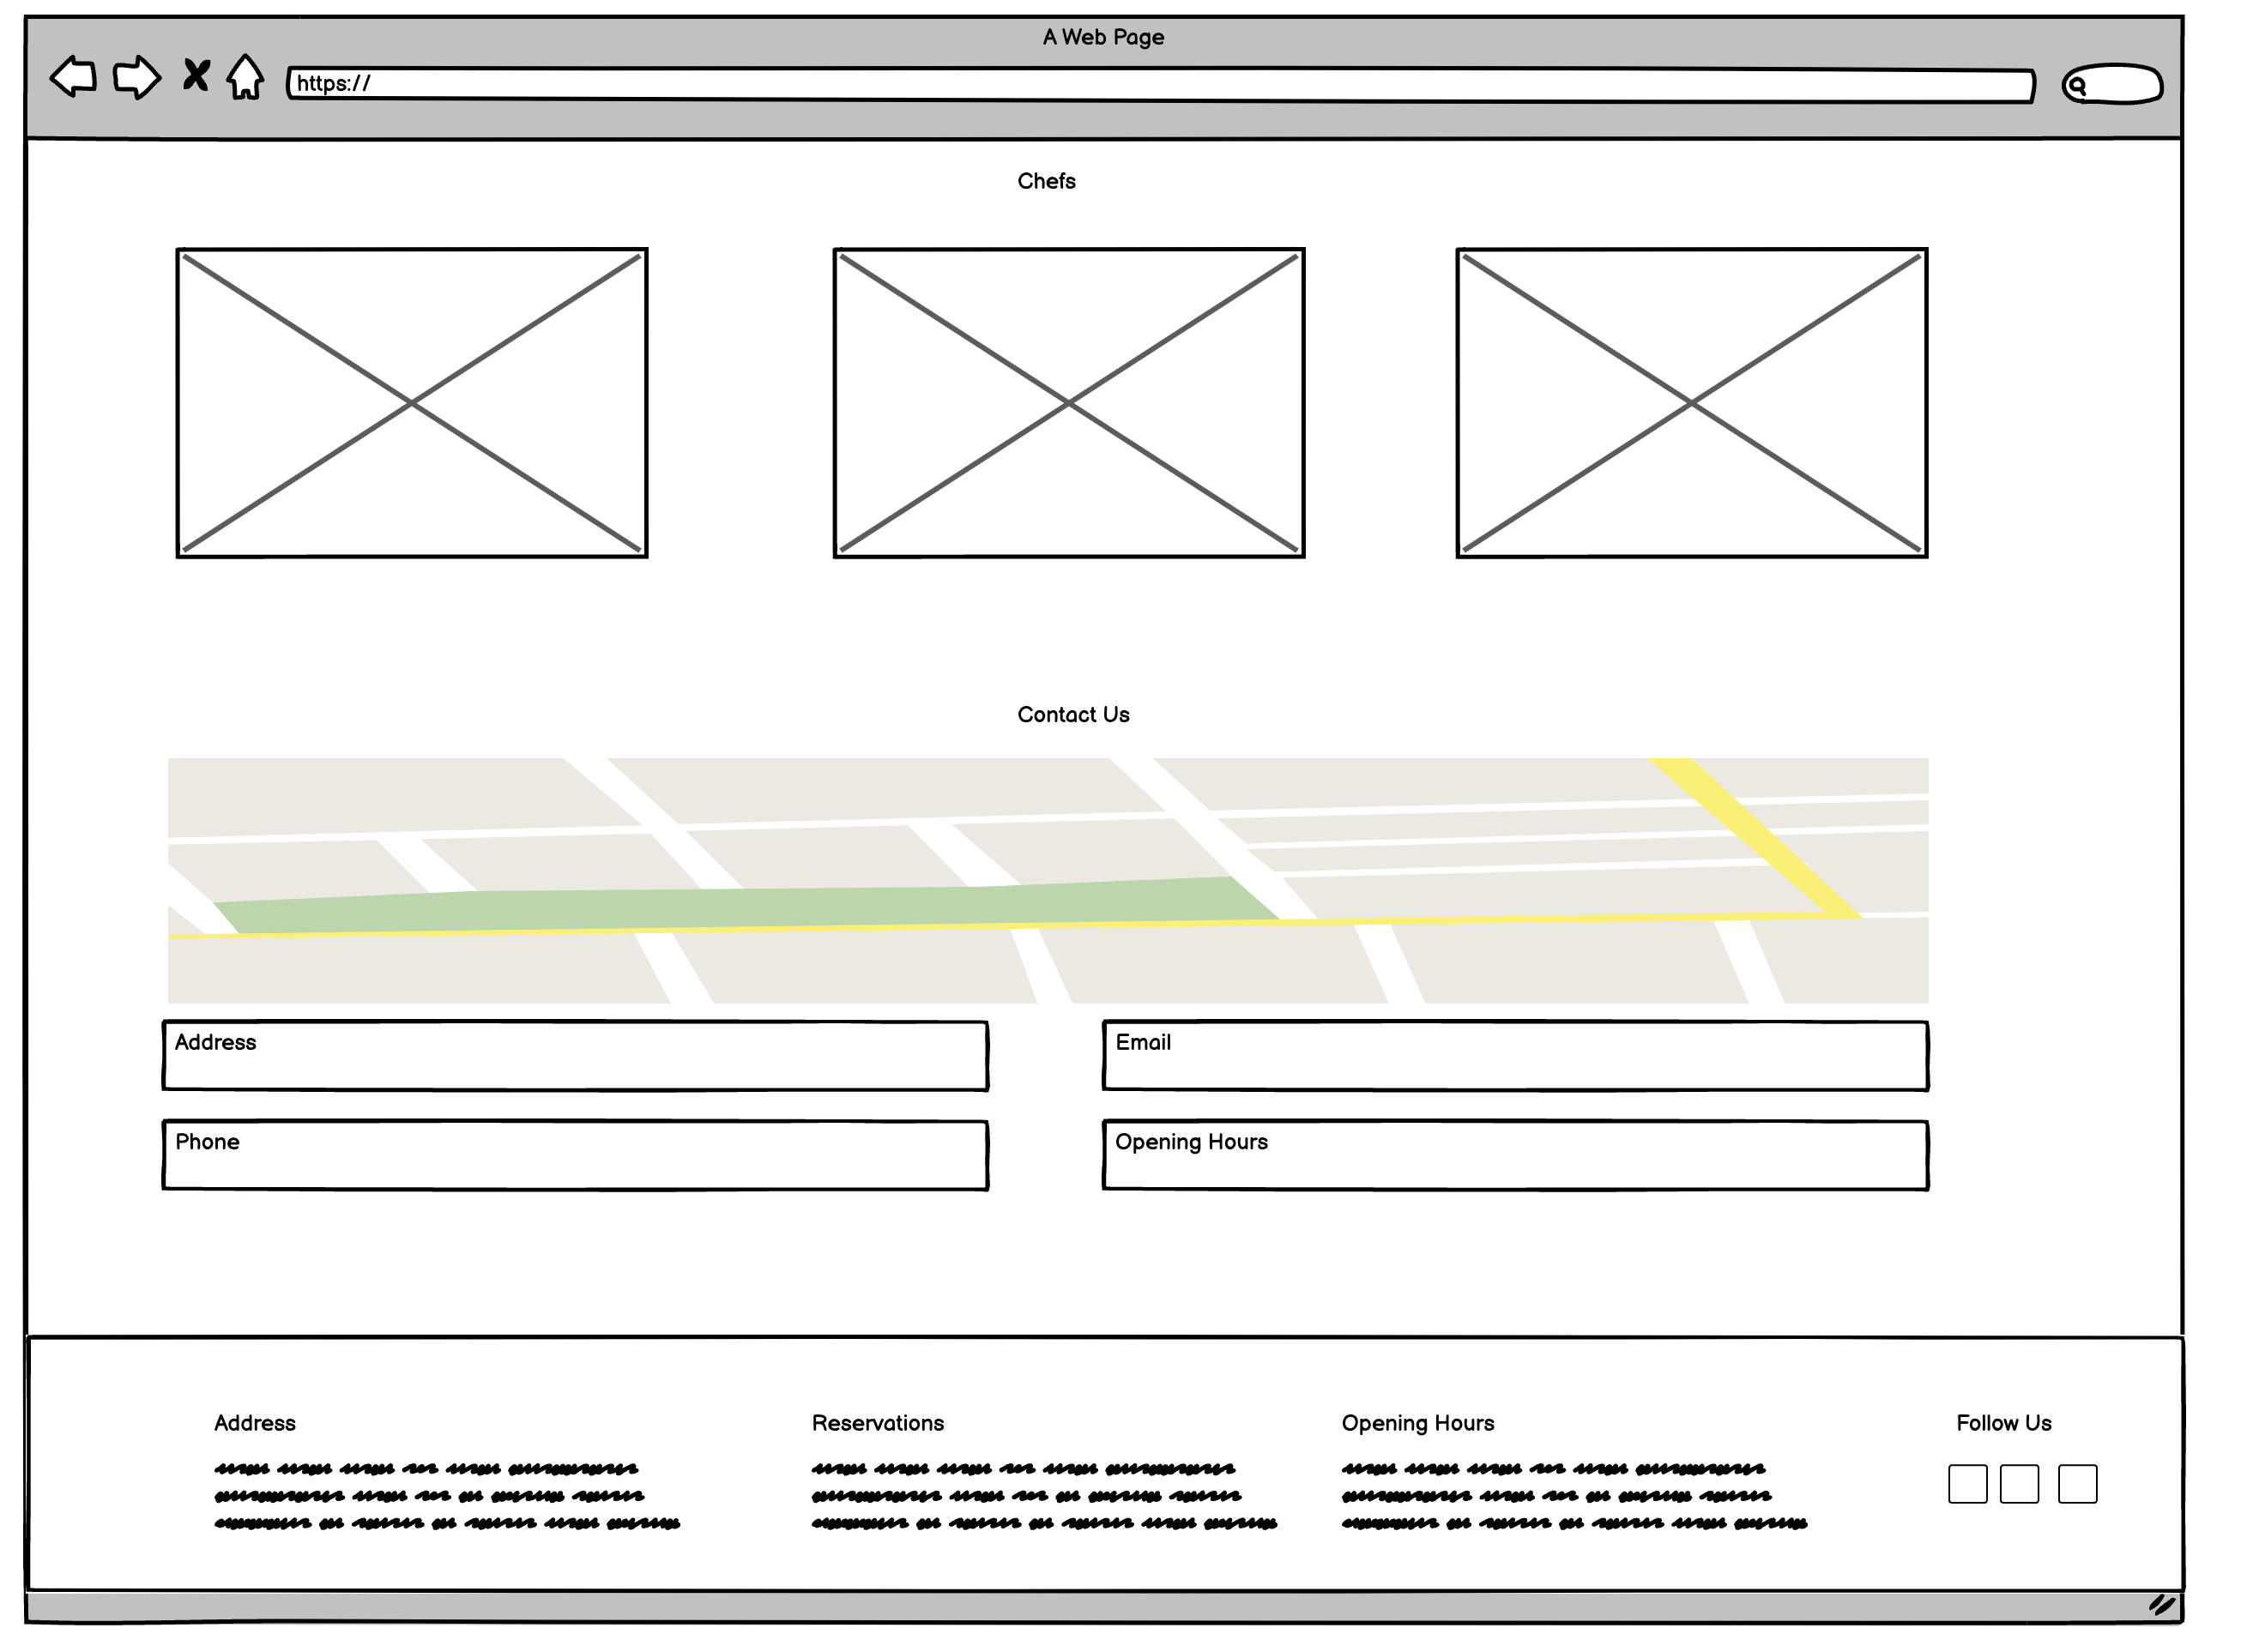 A Web Page
https://
Chefs
Contact Us
Address
Email
Phone
Opening Hours
Address
Reservations
Opening Hours
Follow Us